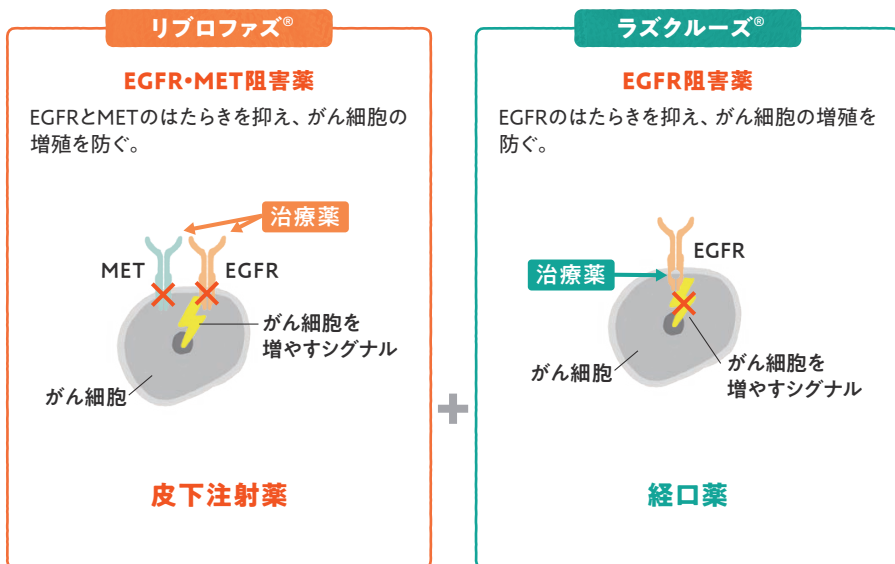 リブロファズ®
EGFR・MET阻害薬
EGFRとMETのはたらきを抑え、がん細胞の
増殖を防ぐ。
治療薬
MET
EGFR
がん細胞を
増やすシグナル
がん細胞
皮下注射薬
+
ラズクルーズ®
EGFR阻害薬
EGFRのはたらきを抑え、がん細胞の増殖を
防ぐ。
EGFR
治療薬
がん細胞
がん細胞を
増やすシグナル
経口薬